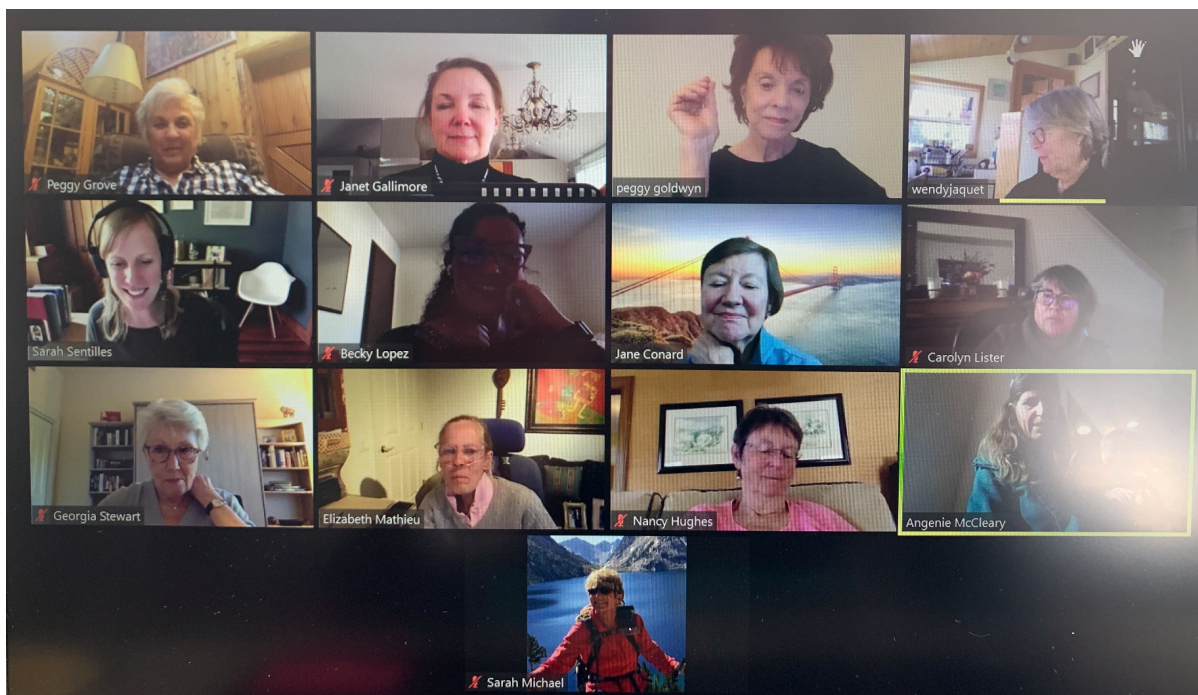 Peggy Grove
Janet Gallimore
peggy goldwyn
wendyjaquet
Sarah Sentilles
Becky Lopez
Jane Conard
Carolyn Lister
Georgia Stewart
Elizabeth Mathieu
Nancy Hughes
Angenie McCleary
Sarah Michael